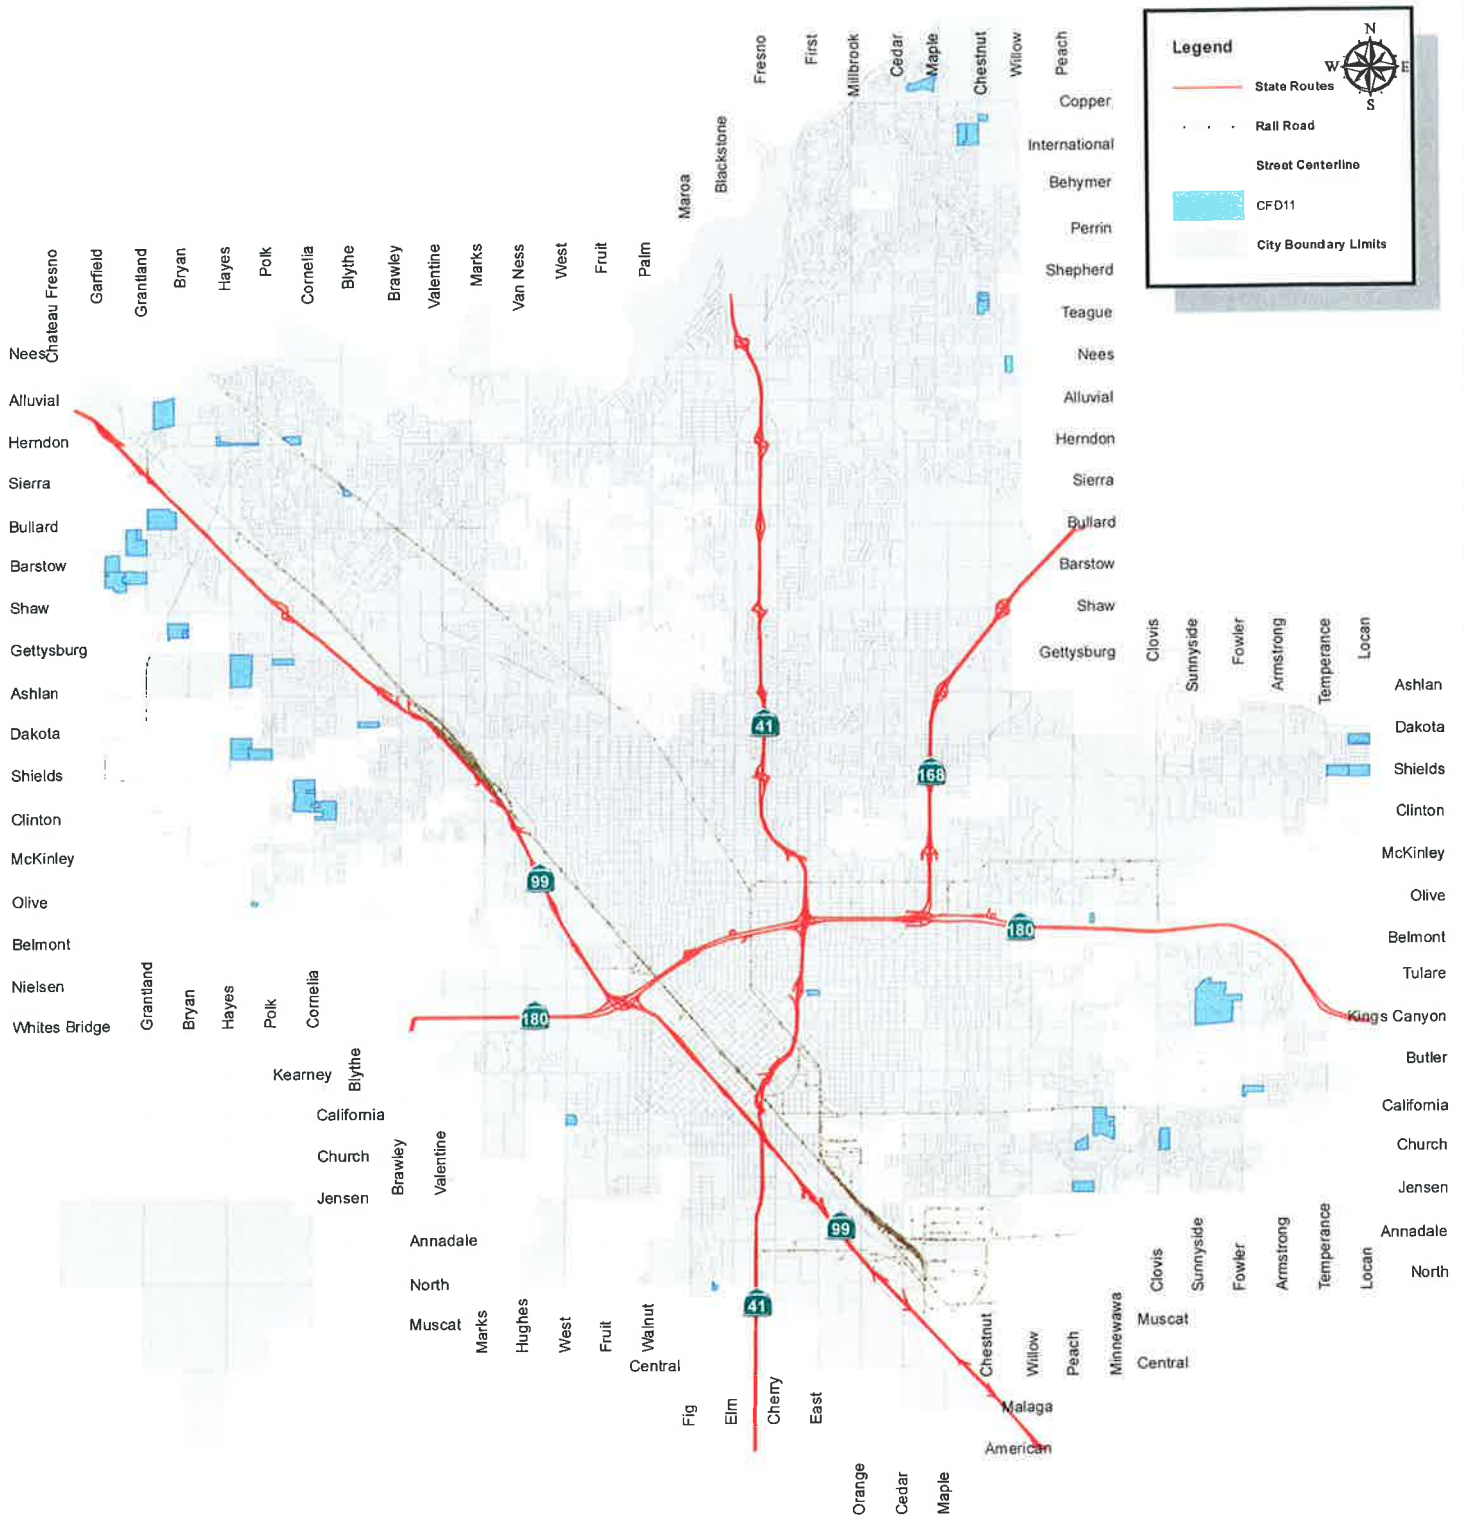 Legend
N
W
E
S
State Routes
Rail Road
Street Centerline
CFD11
City Boundary Limits
Fresno
First
Millbrook
Cedar
Maple
Chestnut
Willow
Peach
Blackstone
Maroa
Copper
International
Behymer
Perrin
Shepherd
Teague
Nees
Alluvial
Herndon
Sierra
Bullard
Barstow
Shaw
Gettysburg
Chateau Fresno
Garfield
Grantland
Bryan
Hayes
Polk
Cornelia
Blythe
Brawley
Valentine
Marks
Van Ness
West
Fruit
Palm
Nees
Alluvial
Herndon
Sierra
Bullard
Barstow
Shaw
Gettysburg
Ashlan
Dakota
Shields
Clinton
McKinley
Olive
Belmont
Nielsen
Whites Bridge
Clovis
Sunnyside
Fowler
Armstrong
Temperance
Locan
Ashlan
Dakota
Shields
Clinton
McKinley
Olive
Belmont
Tulare
Kings Canyon
Butler
California
Church
Jensen
Annadale
North
41
168
99
180
180
99
41
Grantland
Bryan
Hayes
Polk
Cornelia
Kearney
Blythe
California
Church
Jensen
Brawley
Valentine
Annadale
North
Muscat
Marks
Hughes
West
Fruit
Walnut
Central
Fig
Elm
Cherry
East
Orange
Cedar
Maple
Clovis
Sunnyside
Fowler
Armstrong
Temperance
Locan
Chestnut
Willow
Peach
Minnewawa
Muscat
Central
Malaga
American